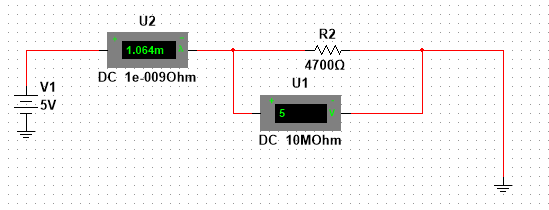 U2
1.064m A
DC 1e-009Ohm
R2
4700Ω
U1
5 V
DC 10MOhm
V1
5V